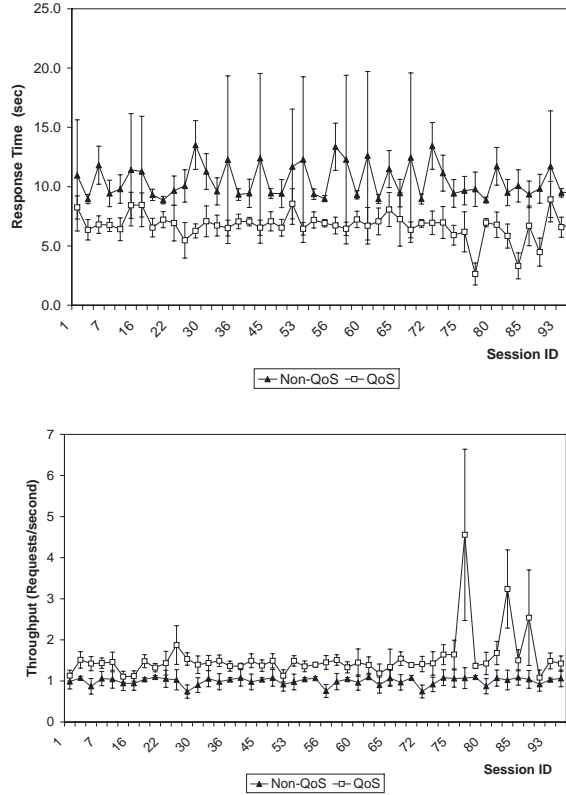 25.0
20.0
15.0
10.0
5.0
0.0
Response Time (sec)
1 7 16 22 30 36 45 53 56 60 69 72 75 80 85 93
Session ID
Non-QoS QoS
7
6
5
4
3
2
1
0
Throughput (Requests/second)
1 7 16 22 30 36 45 53 56 60 69 72 75 80 85 93
Session ID
Non-QoS QoS